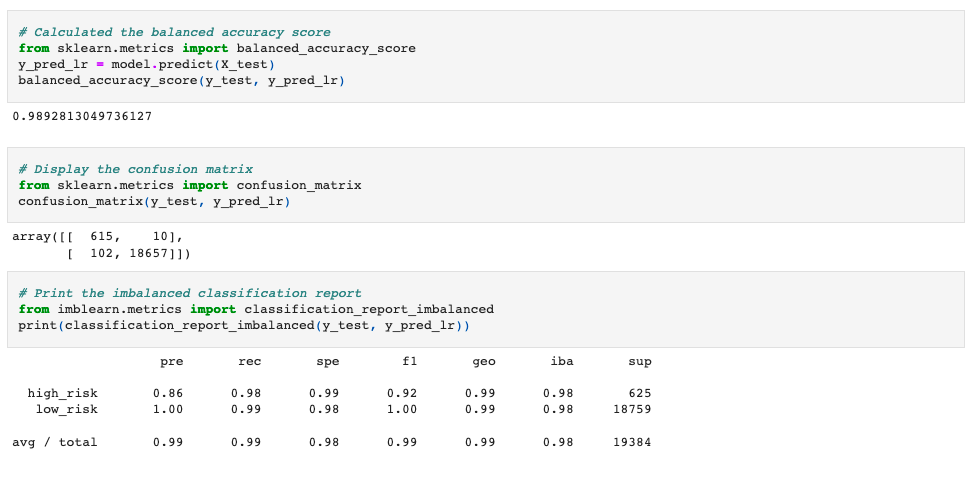 # Calculated the balanced accuracy score
from sklearn.metrics import balanced_accuracy_score
y_pred_lr = model.predict(X_test)
balanced_accuracy_score(y_test, y_pred_lr)
0.9892813049736127
# Display the confusion matrix
from sklearn.metrics import confusion_matrix
confusion_matrix(y_test, y_pred_lr)
array([[  615,    10],
       [  102, 18657]])
# Print the imbalanced classification report
from imblearn.metrics import classification_report_imbalanced
print(classification_report_imbalanced(y_test, y_pred_lr))
                   pre       rec       spe        f1       geo       iba       sup
  high_risk       0.86      0.98      0.99      0.92      0.99      0.98       625
   low_risk       1.00      0.99      0.98      1.00      0.99      0.98     18759
avg / total       0.99      0.99      0.98      0.99      0.99      0.98     19384